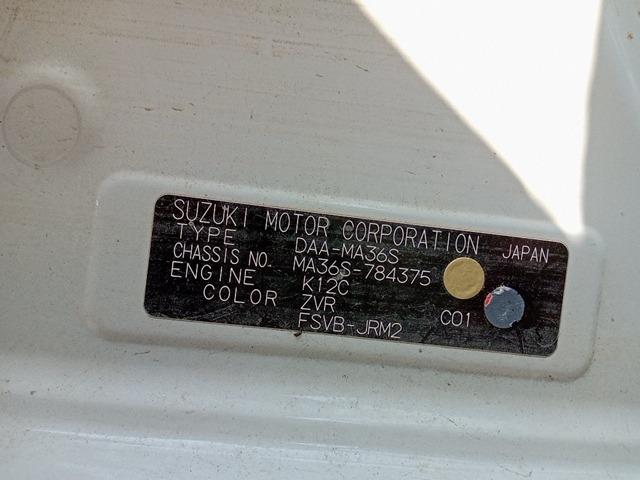 SUZUKI MOTOR CORPORATION JAPAN
TYPE DAA-MA36S
CHASSIS NO. MA36S-784375
ENGINE K12C
COLOR ZVR C01
FSVB-JRM2